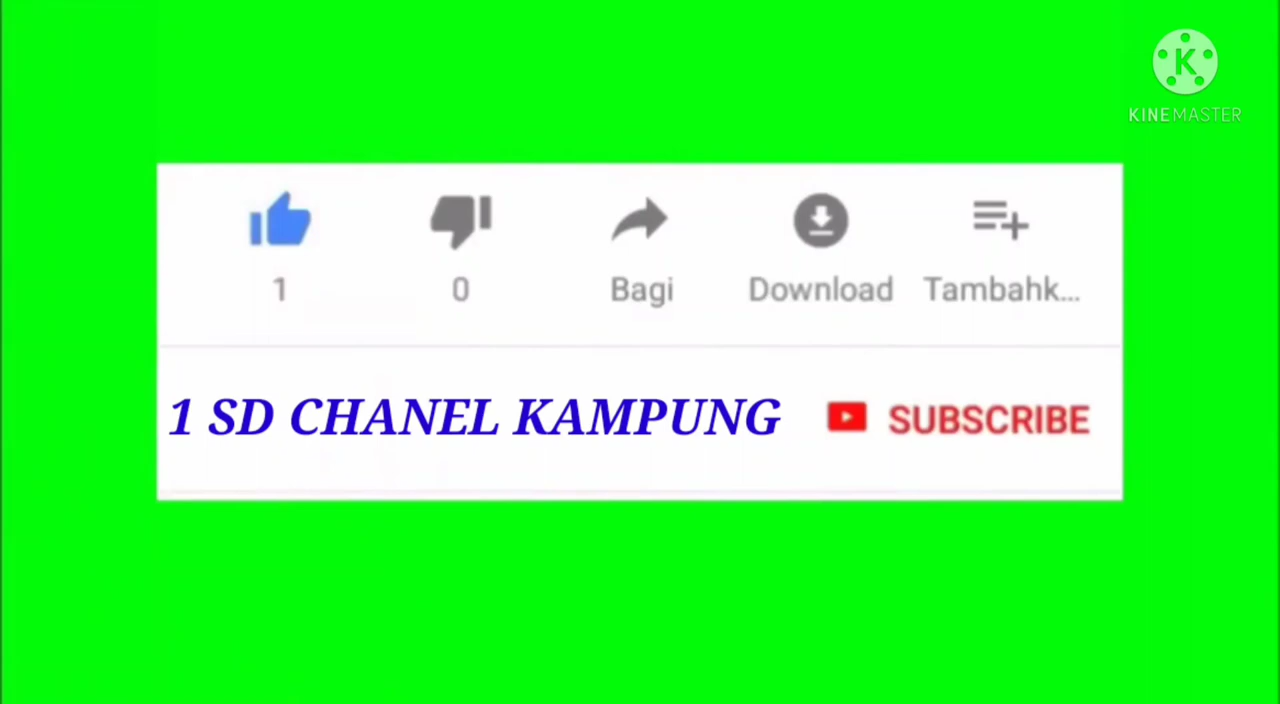 K
KINEMASTER
1 0 Bagi Download Tambahk...
1 SD CHANEL KAMPUNG SUBSCRIBE